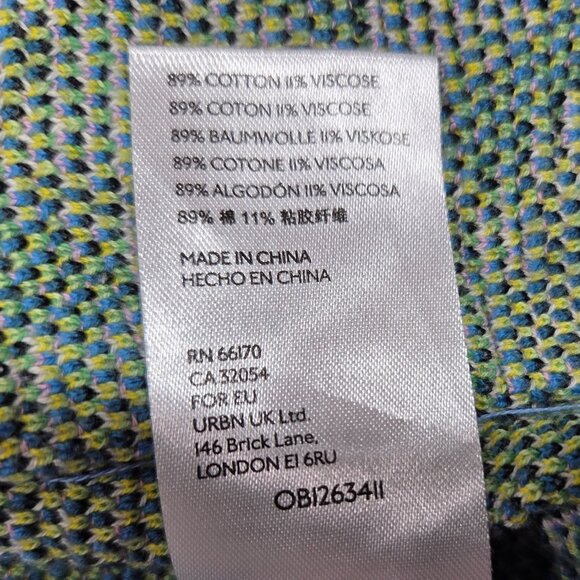 89% COTTON 11% VISCOSE
89% COTON 11% VISCOSE
89% BAUMWOLLE 11% VISKOSE
89% COTONE 11% VISCOSA
89% ALGODÓN 11% VISCOSA
89% 棉 11% 粘胶纤维
MADE IN CHINA
HECHO EN CHINA
RN 66170
CA 32054
FOR EU
URBN UK Ltd.
146 Brick Lane,
LONDON E1 6RU
OB1263411